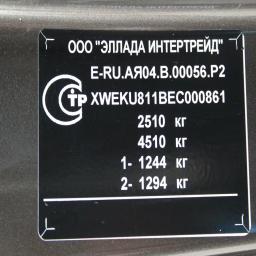 ООО "ЭЛЛАДА ИНТЕРТРЕЙД"
E-RU.АЯ04.В.00056.Р2
XWEKU811BEC000861
2510 кг
4510 кг
1- 1244 кг
2- 1294 кг